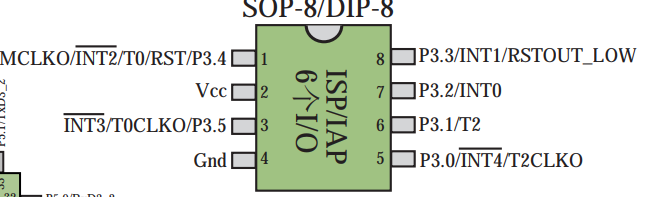 SOP-8/DIP-8
MCLKO/INT2/T0/RST/P3.4
1
8
P3.3/INT1/RSTOUT_LOW
Vcc
2
7
P3.2/INT0
INT3/T0CLKO/P3.5
3
6
P3.1/T2
Gnd
4
5
P3.0/INT4/T2CLKO
ISP/IAP
6个I/O